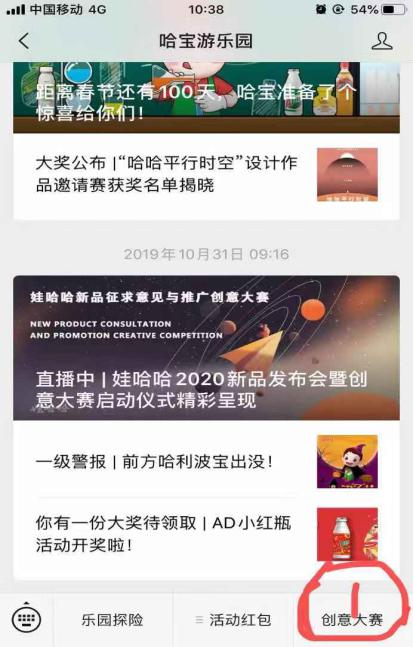 中国移动 4G
10:38
54%
哈宝游乐园
距离春节还有100天，哈宝准备了个
惊喜给你们！
大奖公布 | “哈哈平行时空”设计作
品邀请赛获奖名单揭晓
2019年10月31日 09:16
娃哈哈新品征求意见与推广创意大赛
NEW PRODUCT CONSULTATION
AND PROMOTION CREATIVE COMPETITION
直播中 | 娃哈哈2020新品发布会暨创
意大赛启动仪式精彩呈现
一级警报 | 前方哈利波宝出没！
你有一份大奖待领取 | AD小红瓶
活动开奖啦！
1
乐园探险
活动红包
创意大赛